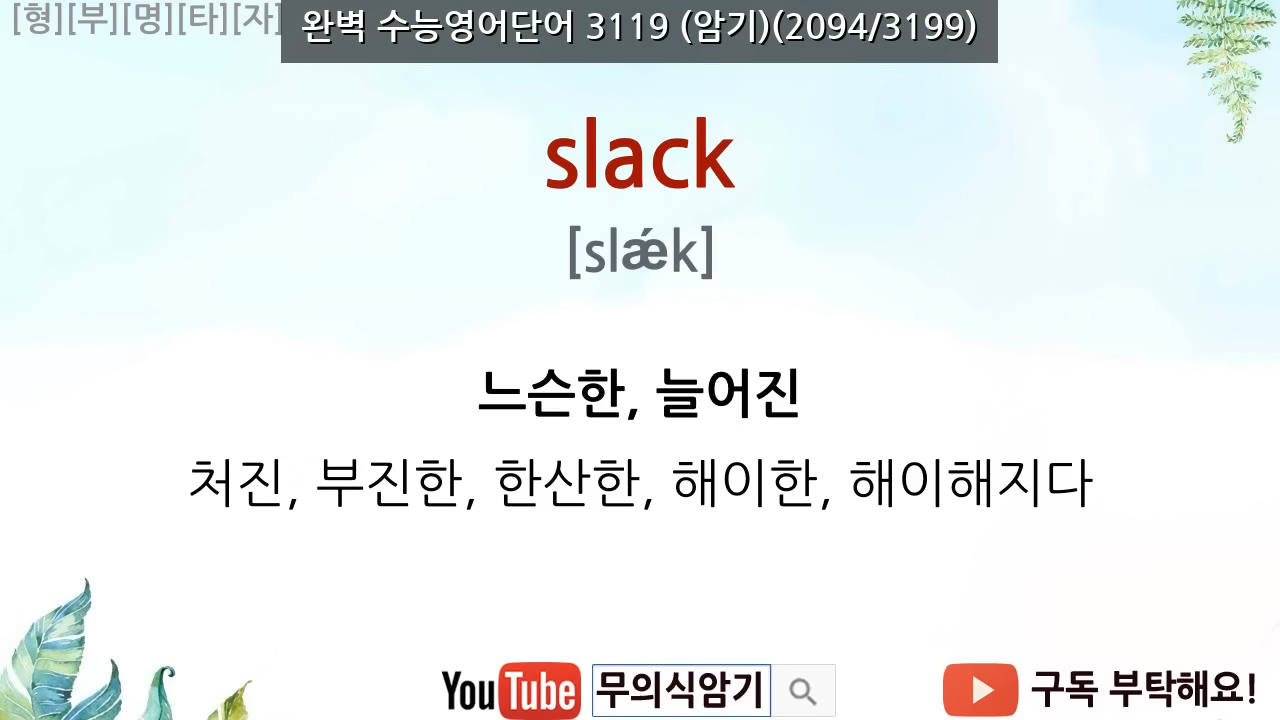 [형][부][명][타][자]
완벽 수능영어단어 3119 (암기)(2094/3199)
slack
[slǽk]
느슨한, 늘어진
처진, 부진한, 한산한, 해이한, 해이해지다
YouTube 무의식암기
구독 부탁해요!